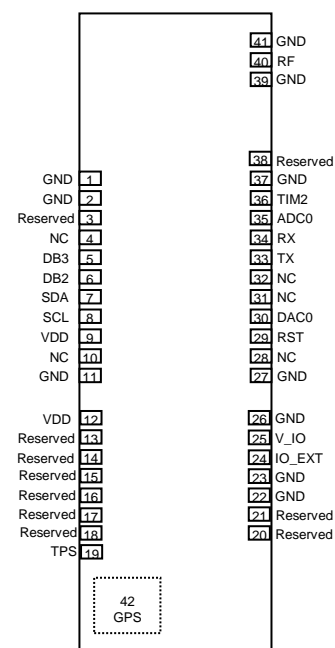 41 GND
40 RF
39 GND
38 Reserved
GND 1 37 GND
GND 2 36 TIM2
Reserved 3 35 ADC0
NC 4 34 RX
DB3 5 33 TX
DB2 6 32 NC
SDA 7 31 NC
SCL 8 30 DAC0
VDD 9 29 RST
NC 10 28 NC
GND 11 27 GND
VDD 12 26 GND
Reserved 13 25 V_IO
Reserved 14 24 IO_EXT
Reserved 15 23 GND
Reserved 16 22 GND
Reserved 17 21 Reserved
Reserved 18 20 Reserved
TPS 19
42
GPS